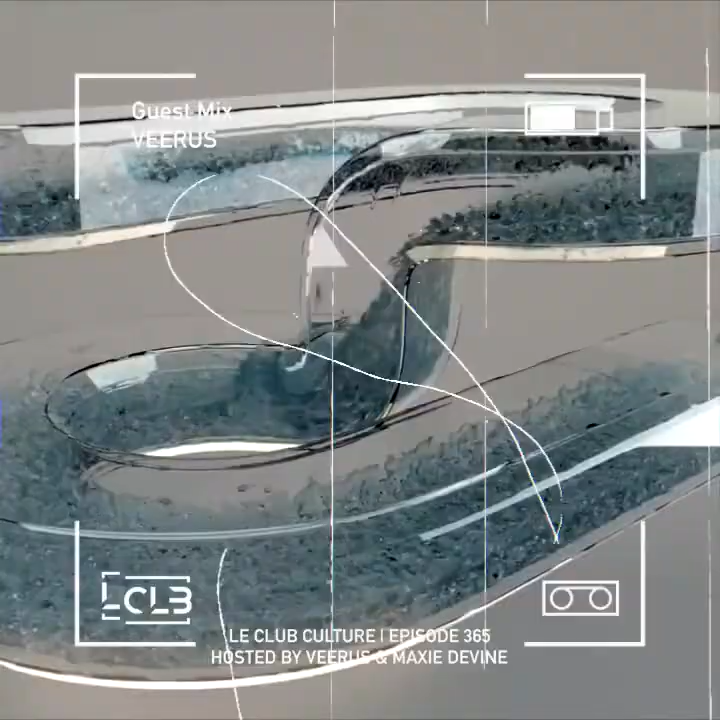 Guest Mix
VEERUS
LCLB
LE CLUB CULTURE | EPISODE 365
HOSTED BY VEERUS & MAXIE DEVINE